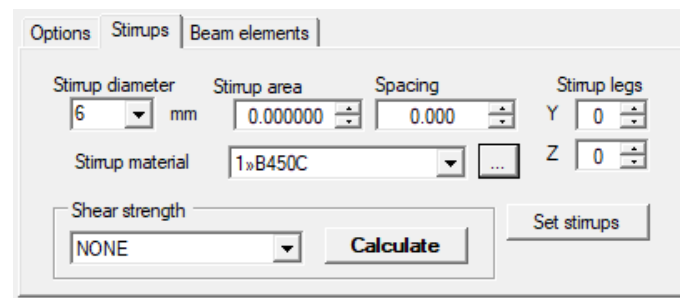 Options Stirrups Beam elements
Stirrup diameter Stirrup area Spacing Stirrup legs
6 mm 0.000000 0.000 Y 0
Stirrup material 1»B450C ... Z 0
Shear strength
NONE Calculate Set stirrups